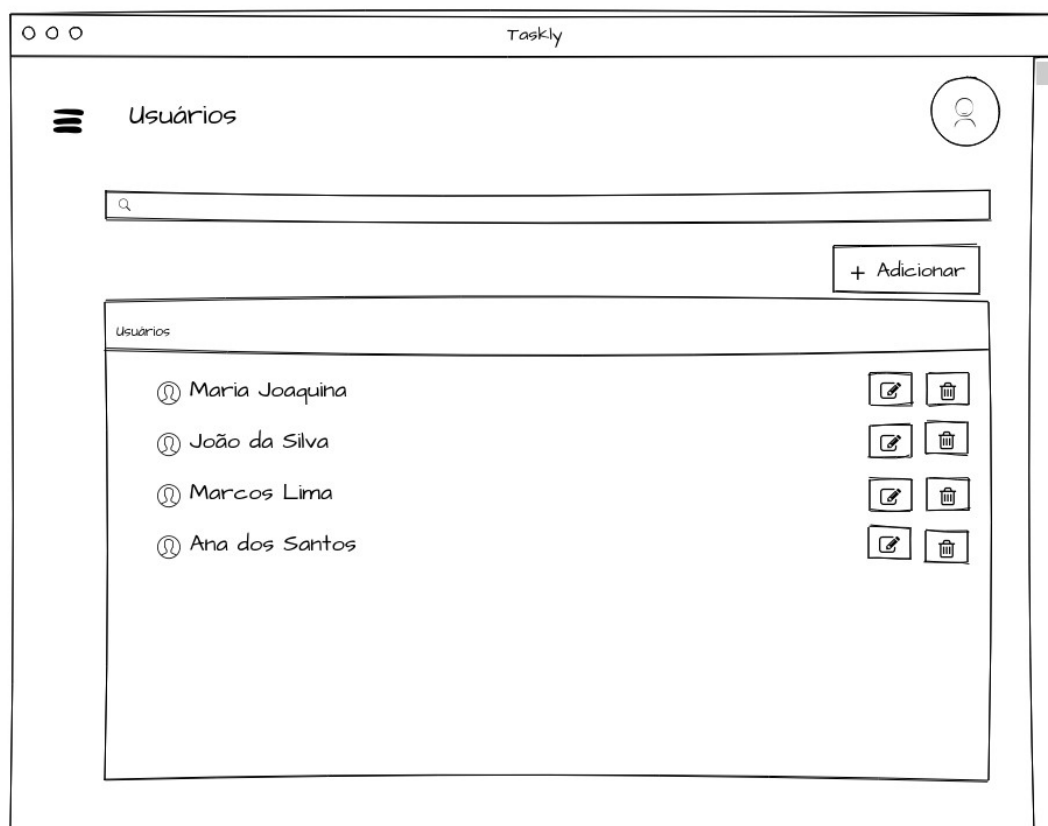 Taskly
Usuários
+ Adicionar
Usuários
Maria Joaquina
João da Silva
Marcos Lima
Ana dos Santos